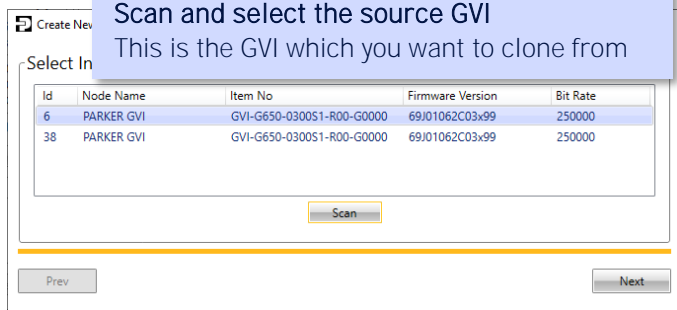 Scan and select the source GVI
This is the GVI which you want to clone from
Create New
Select In
Id Node Name Item No Firmware Version Bit Rate
6 PARKER GVI GVI-G650-0300S1-R00-G0000 69J01062C03x99 250000
38 PARKER GVI GVI-G650-0300S1-R00-G0000 69J01062C03x99 250000
Scan
Prev Next